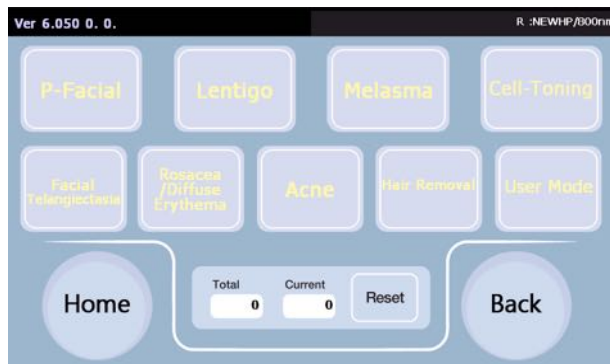 Ver 6.050 0. 0.
R :NEWHP/800nm
P-Facial
Lentigo
Melasma
Cell-Toning
Facial
Telangiectasia
Rosacea
/Diffuse
Erythema
Acne
Hair Removal
User Mode
Total
Current
0
0
Reset
Home
Back